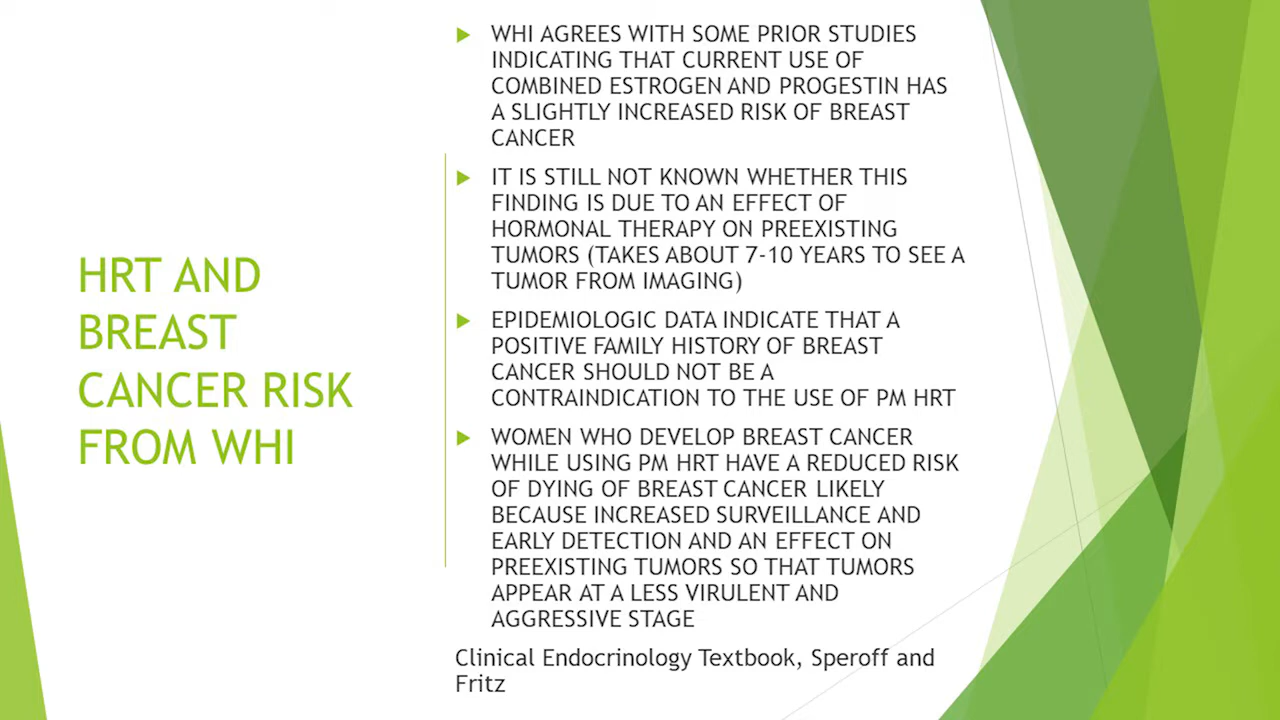 HRT AND
BREAST
CANCER RISK
FROM WHI
WHI AGREES WITH SOME PRIOR STUDIES
INDICATING THAT CURRENT USE OF
COMBINED ESTROGEN AND PROGESTIN HAS
A SLIGHTLY INCREASED RISK OF BREAST
CANCER
IT IS STILL NOT KNOWN WHETHER THIS
FINDING IS DUE TO AN EFFECT OF
HORMONAL THERAPY ON PREEXISTING
TUMORS (TAKES ABOUT 7-10 YEARS TO SEE A
TUMOR FROM IMAGING)
EPIDEMIOLOGIC DATA INDICATE THAT A
POSITIVE FAMILY HISTORY OF BREAST
CANCER SHOULD NOT BE A
CONTRAINDICATION TO THE USE OF PM HRT
WOMEN WHO DEVELOP BREAST CANCER
WHILE USING PM HRT HAVE A REDUCED RISK
OF DYING OF BREAST CANCER LIKELY
BECAUSE INCREASED SURVEILLANCE AND
EARLY DETECTION AND AN EFFECT ON
PREEXISTING TUMORS SO THAT TUMORS
APPEAR AT A LESS VIRULENT AND
AGGRESSIVE STAGE
Clinical Endocrinology Textbook, Speroff and
Fritz